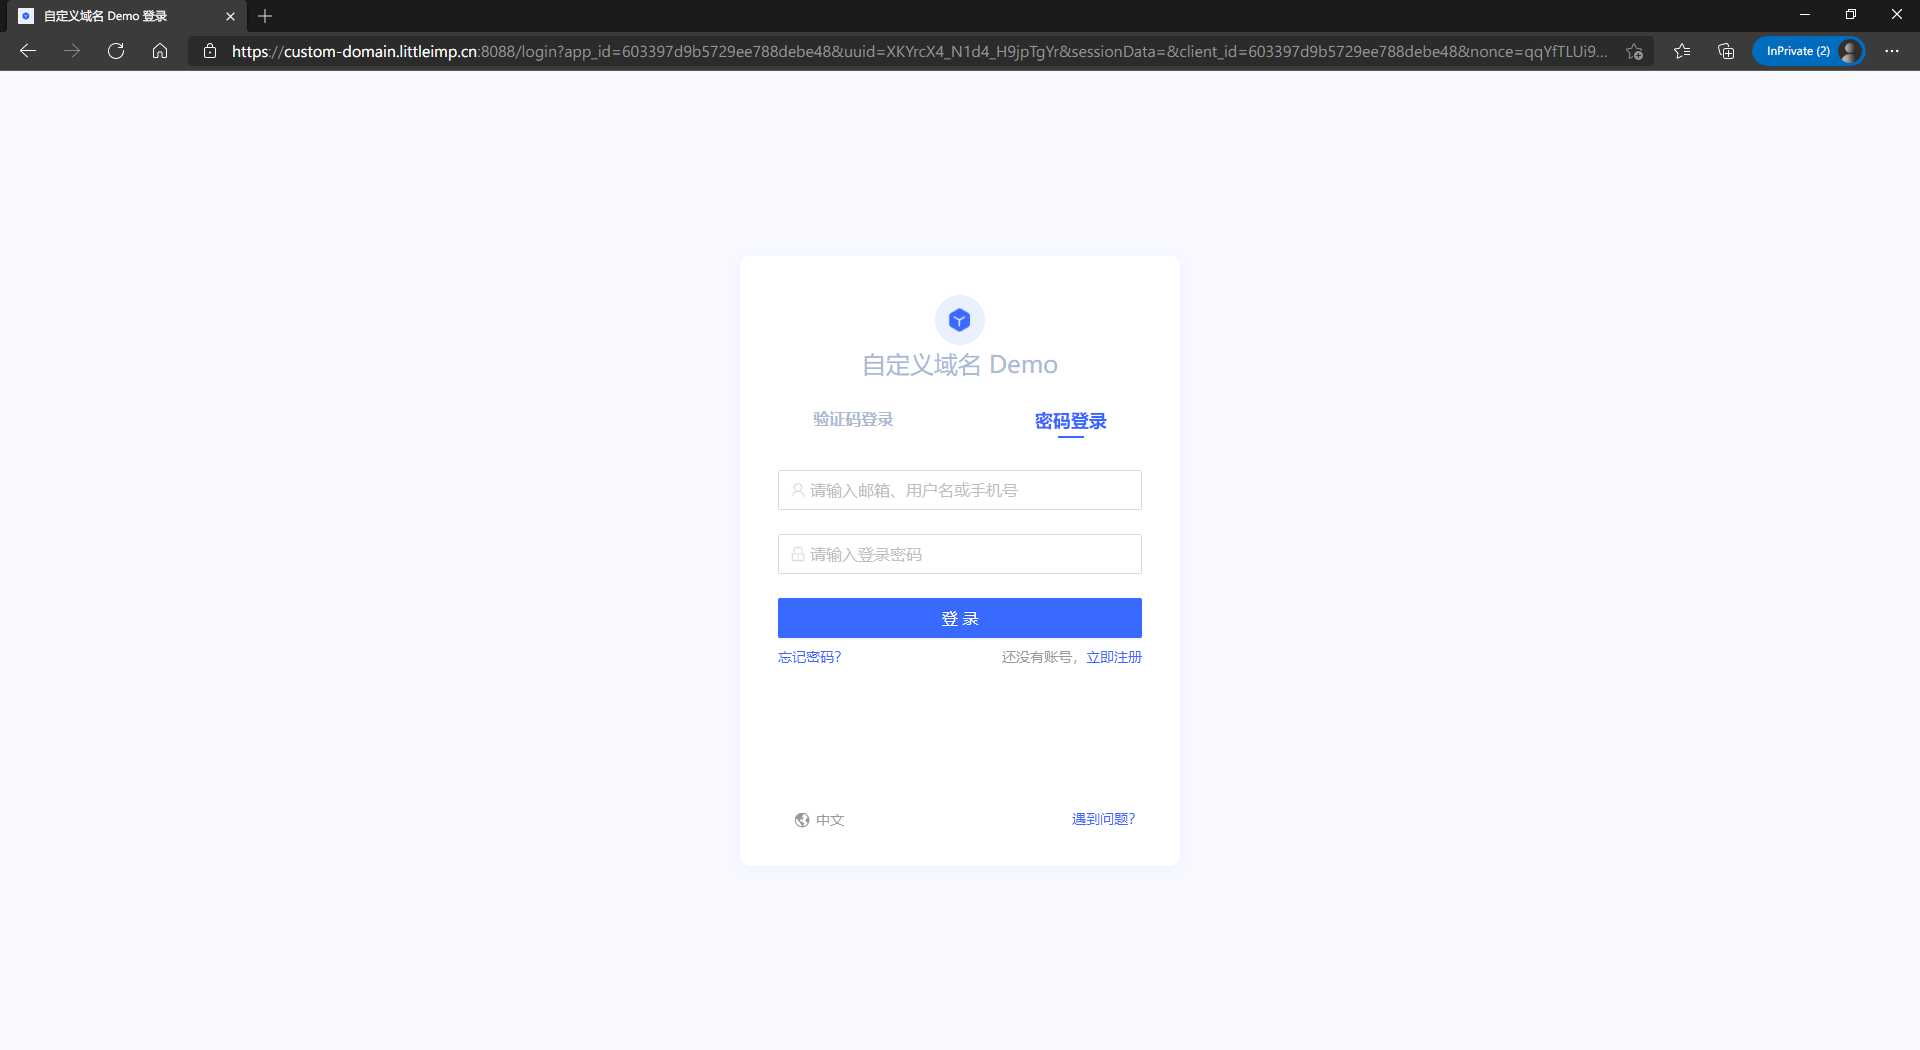 自定义域名 Demo 登录
https://custom-domain.littleimp.cn:8088/login?app_id=603397d9b5729ee788debe48&uuid=XKYrcX4_N1d4_H9jpTgYr&sessionData=&client_id=603397d9b5729ee788debe48&nonce=qqYfTLUi9...
InPrivate (2)
自定义域名 Demo
验证码登录
密码登录
请输入邮箱、用户名或手机号
请输入登录密码
登 录
忘记密码?
还没有账号，立即注册
中文
遇到问题?